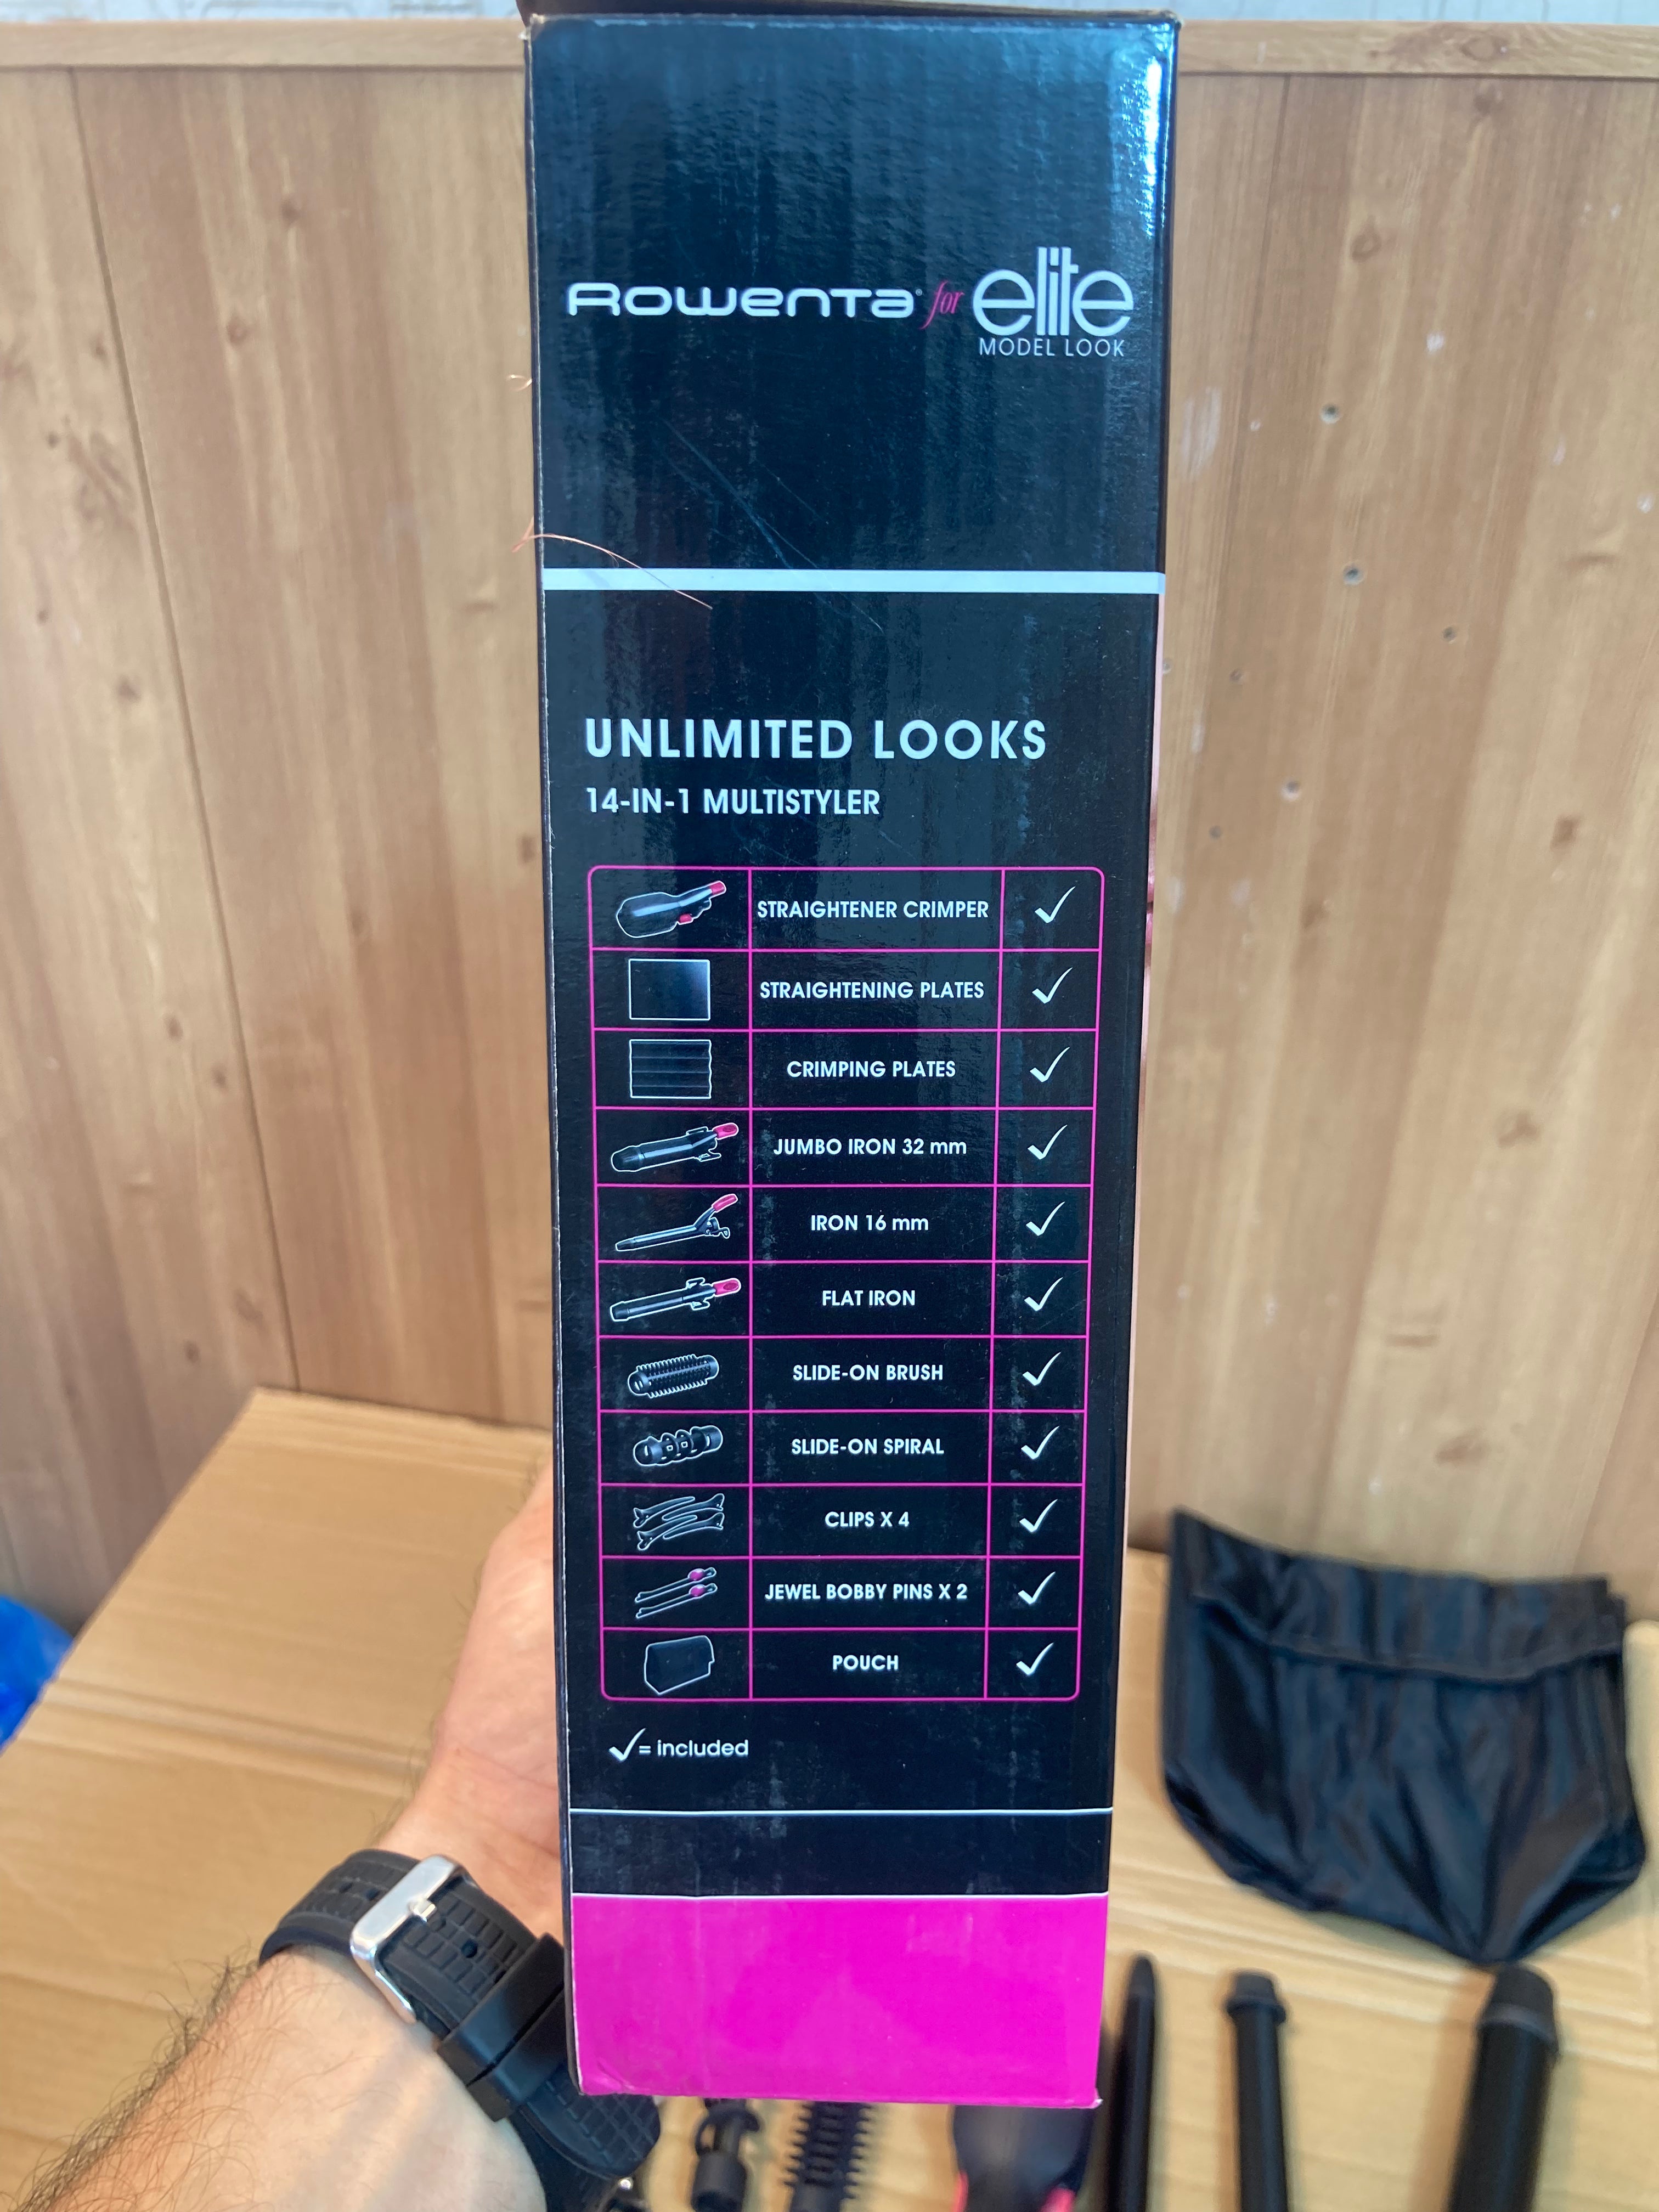 Rowenta® for elite
MODEL LOOK
UNLIMITED LOOKS
14-IN-1 MULTISTYLER
STRAIGHTENER CRIMPER ✓
STRAIGHTENING PLATES ✓
CRIMPING PLATES ✓
JUMBO IRON 32 mm ✓
IRON 16 mm ✓
FLAT IRON ✓
SLIDE-ON BRUSH ✓
SLIDE-ON SPIRAL ✓
CLIPS X 4 ✓
JEWEL BOBBY PINS X 2 ✓
POUCH ✓
✓= included